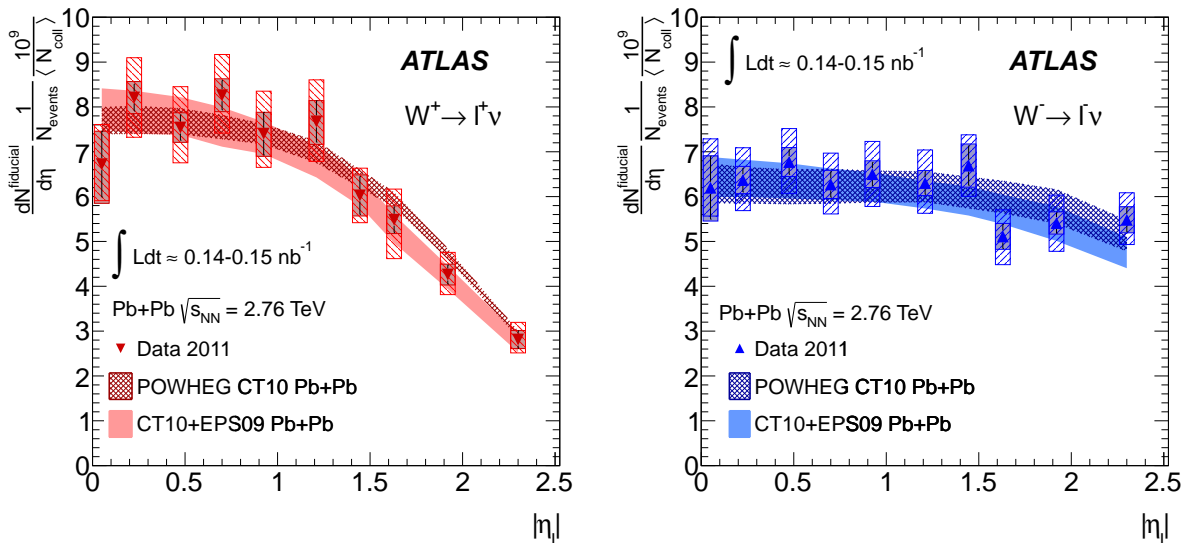 dN^fiducial/dη 1/N_events 10^9/⟨ N_coll ⟩
10
9
8
7
6
5
4
3
2
1
0
ATLAS
W⁺→ l⁺ν
∫ Ldt ≈ 0.14-0.15 nb⁻¹
Pb+Pb √s_NN = 2.76 TeV
Data 2011
POWHEG CT10 Pb+Pb
CT10+EPS09 Pb+Pb
0 0.5 1 1.5 2 2.5
|η_l|
dN^fiducial/dη 1/N_events 10^9/⟨ N_coll ⟩
10
9
8
7
6
5
4
3
2
1
0
∫ Ldt ≈ 0.14-0.15 nb⁻¹
ATLAS
W⁻→ l⁻ν
Pb+Pb √s_NN = 2.76 TeV
Data 2011
POWHEG CT10 Pb+Pb
CT10+EPS09 Pb+Pb
0 0.5 1 1.5 2 2.5
|η_l|